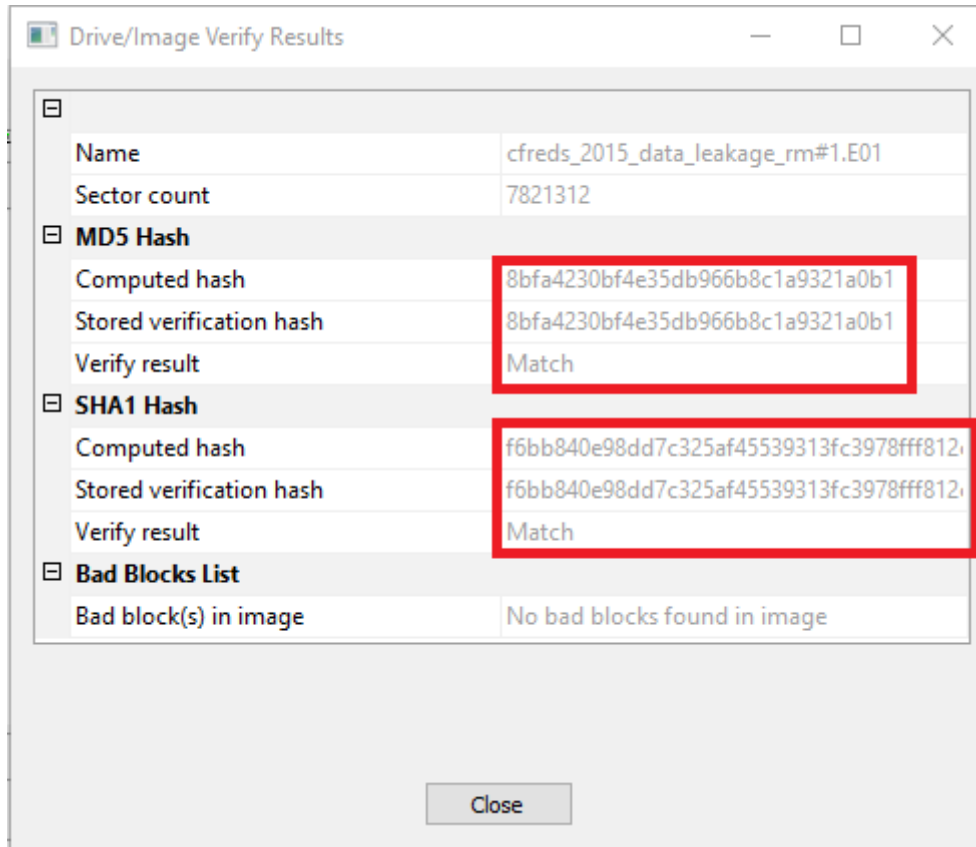 Drive/Image Verify Results
Name cfreds_2015_data_leakage_rm#1.E01
Sector count 7821312
MD5 Hash
Computed hash 8bfa4230bf4e35db966b8c1a9321a0b1
Stored verification hash 8bfa4230bf4e35db966b8c1a9321a0b1
Verify result Match
SHA1 Hash
Computed hash f6bb840e98dd7c325af45539313fc3978fff812
Stored verification hash f6bb840e98dd7c325af45539313fc3978fff812
Verify result Match
Bad Blocks List
Bad block(s) in image No bad blocks found in image
Close